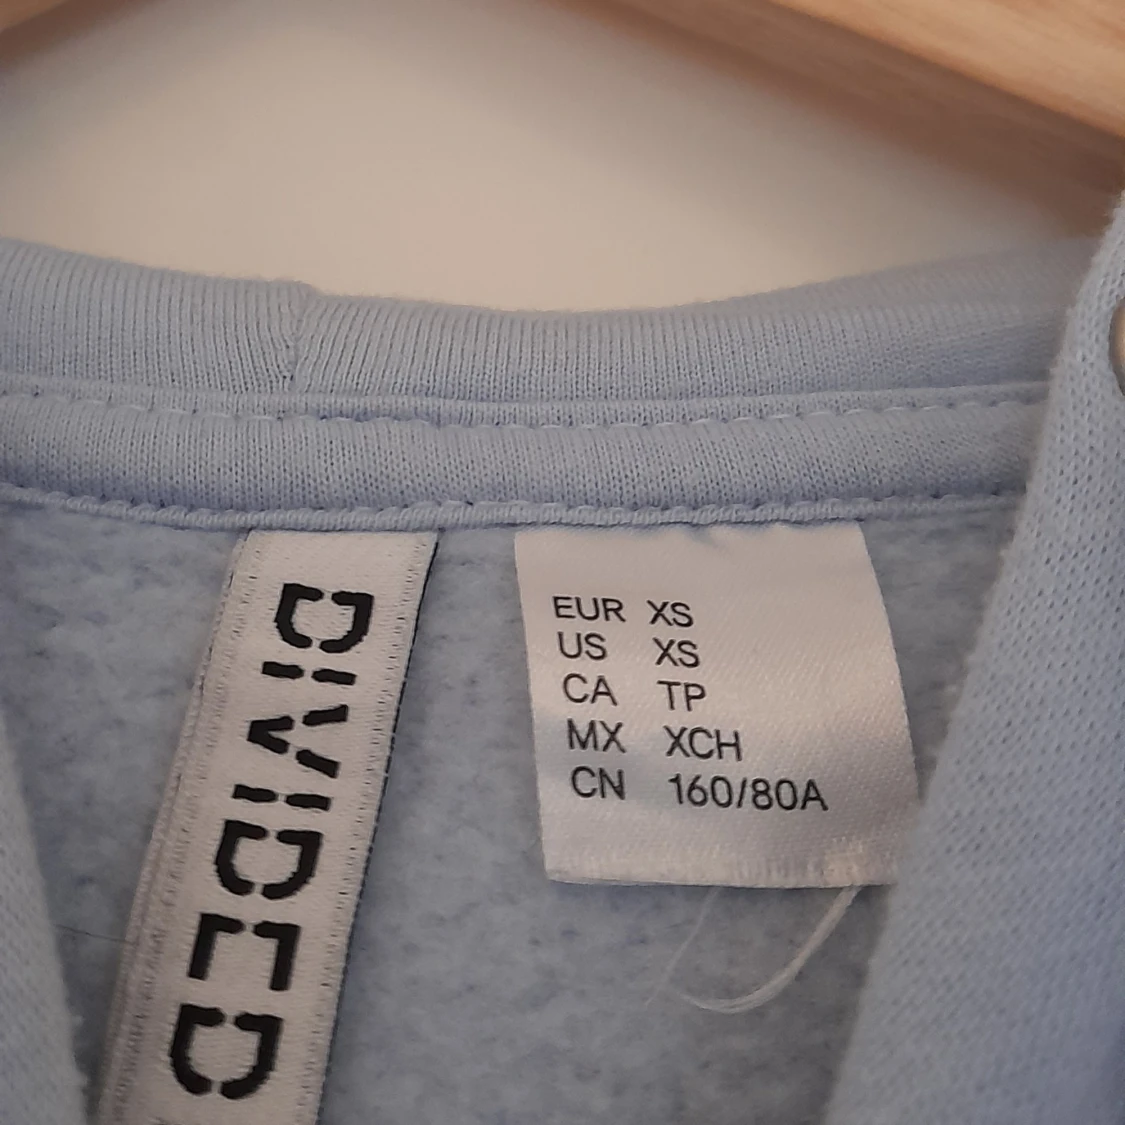 DIVIDED
EUR XS
US XS
CA TP
MX XCH
CN 160/80A